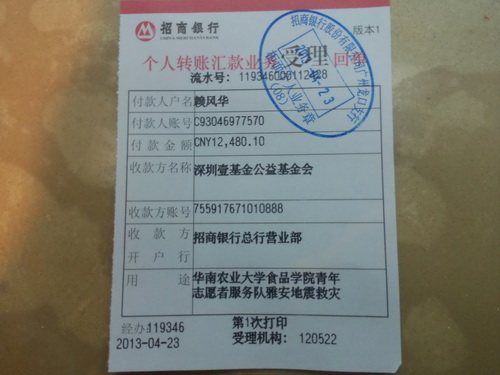 招商银行
CHINA MERCHANTS BANK
版本1
个人转账汇款业务受理回单
付款人户名 赖风华
付款人账号 C93046977570
付款金额 CNY12,480.10
收款方名称 深圳壹基金公益基金会
收款方账号 755917671010888
收款方开户行 招商银行总行营业部
用途 华南农业大学食品学院青年
志愿者服务队雅安地震救灾
经办:119346 第1次打印
2013-04-23 受理机构: 120522